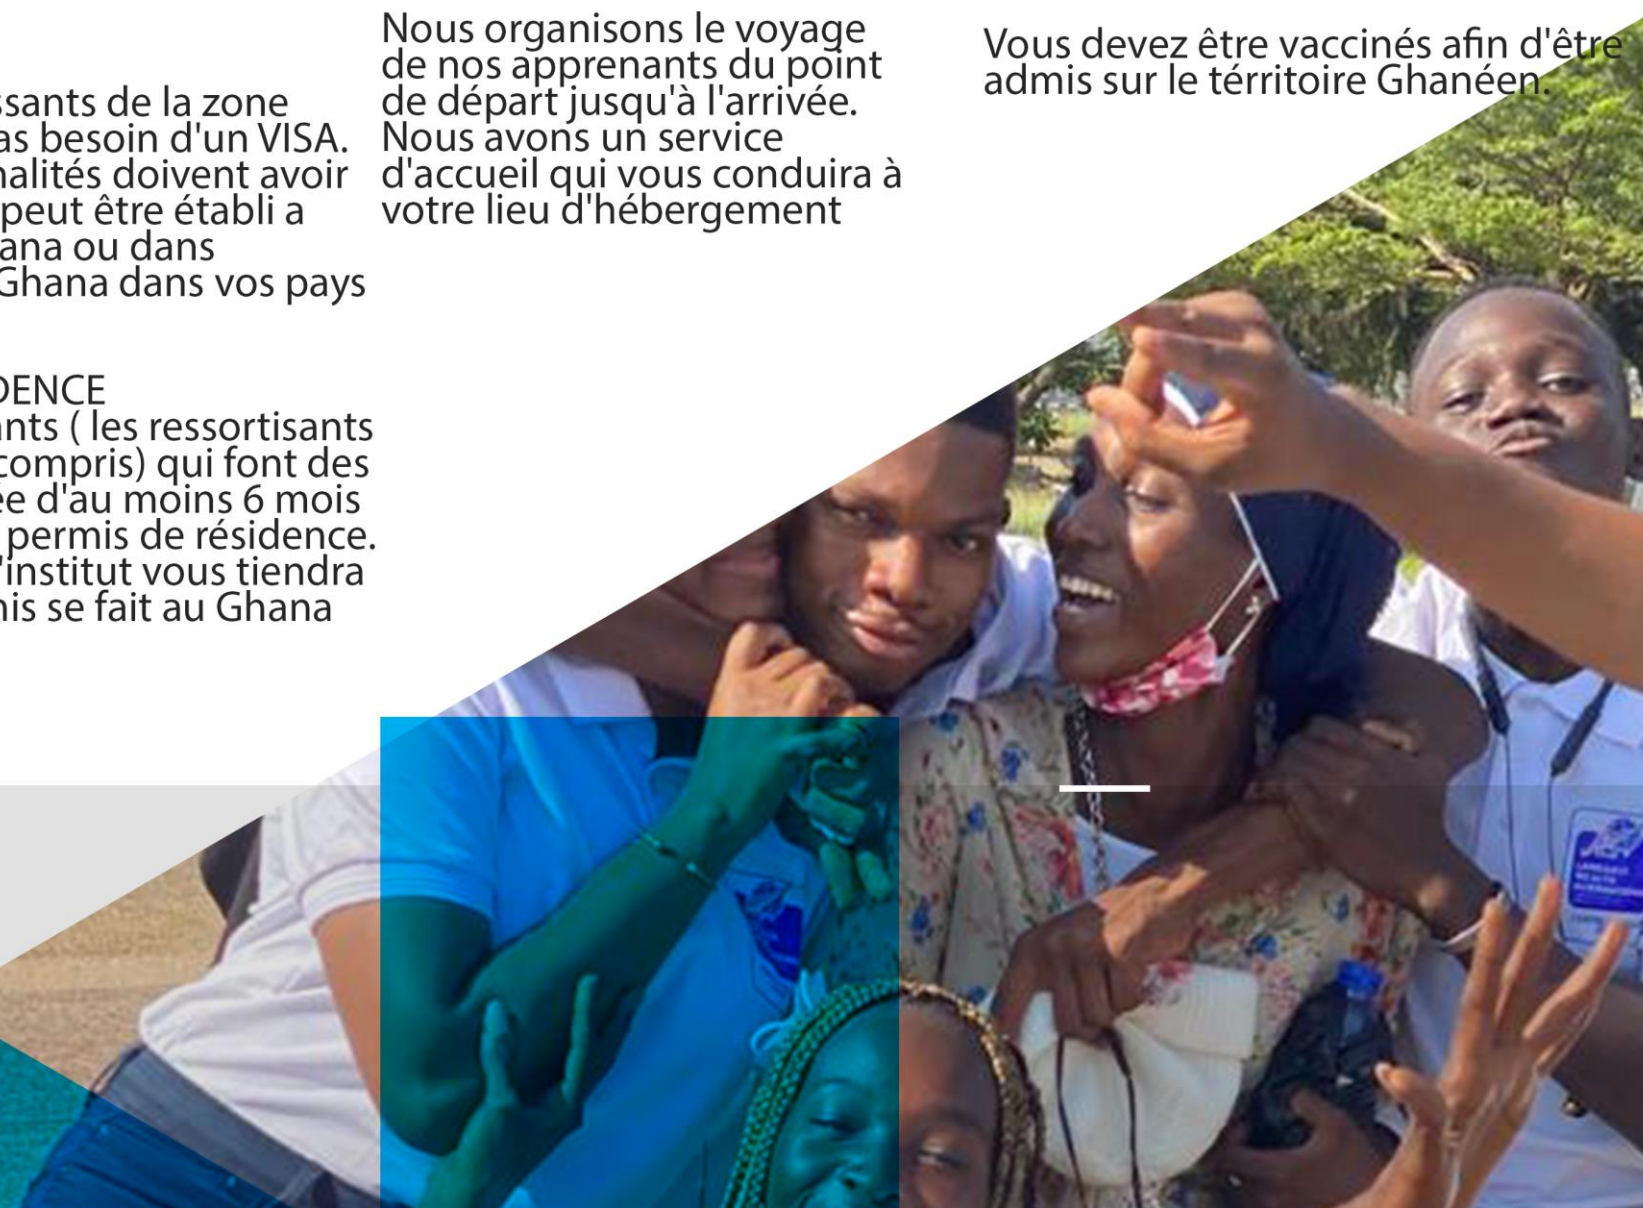 ssants de la zone
as besoin d'un VISA.
nalités doivent avoir
peut être établi a
ana ou dans
Ghana dans vos pays
DENCE
ants ( les ressortisants
compris) qui font des
ée d'au moins 6 mois
permis de résidence.
'institut vous tiendra
nis se fait au Ghana
Nous organisons le voyage
de nos apprenants du point
de départ jusqu'à l'arrivée.
Nous avons un service
d'accueil qui vous conduira à
votre lieu d'hébergement
Vous devez être vaccinés afin d'être
admis sur le térritoire Ghanéen.
LANGUAGE
HEALTH